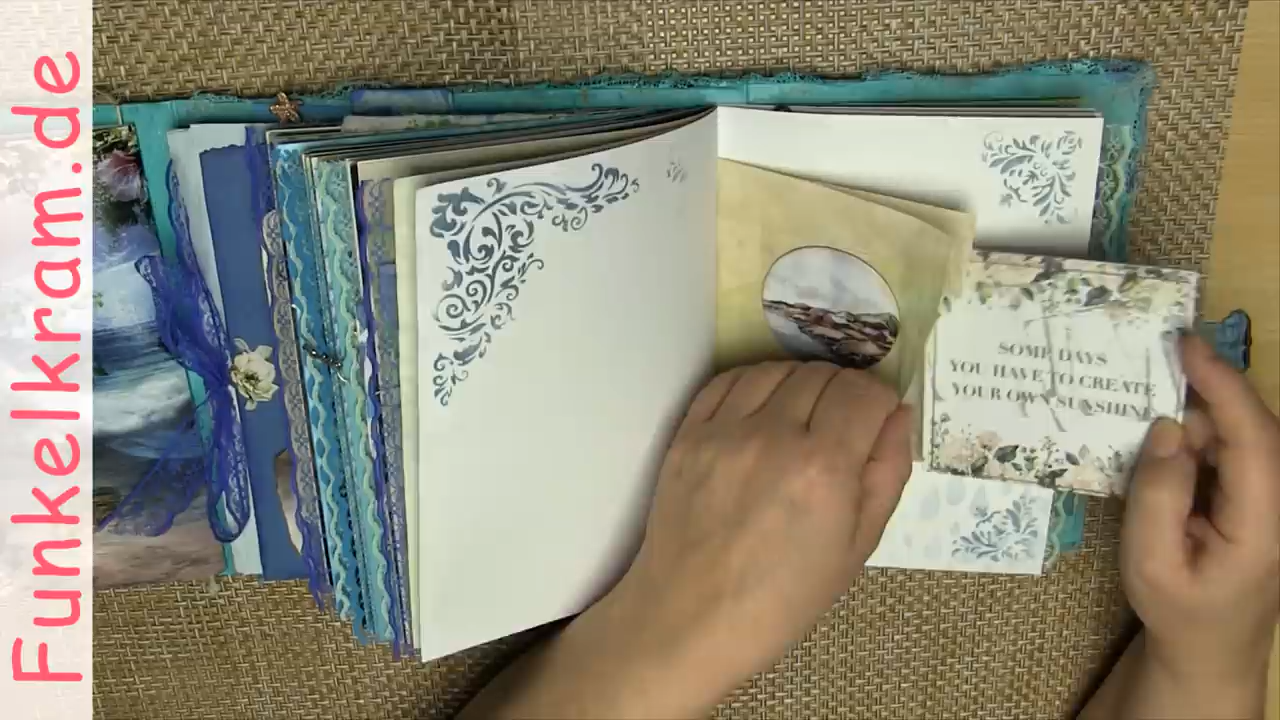 Funkelkram.de
SOME DAYS
YOU HAVE TO CREATE
YOUR OWN SUNSHINE